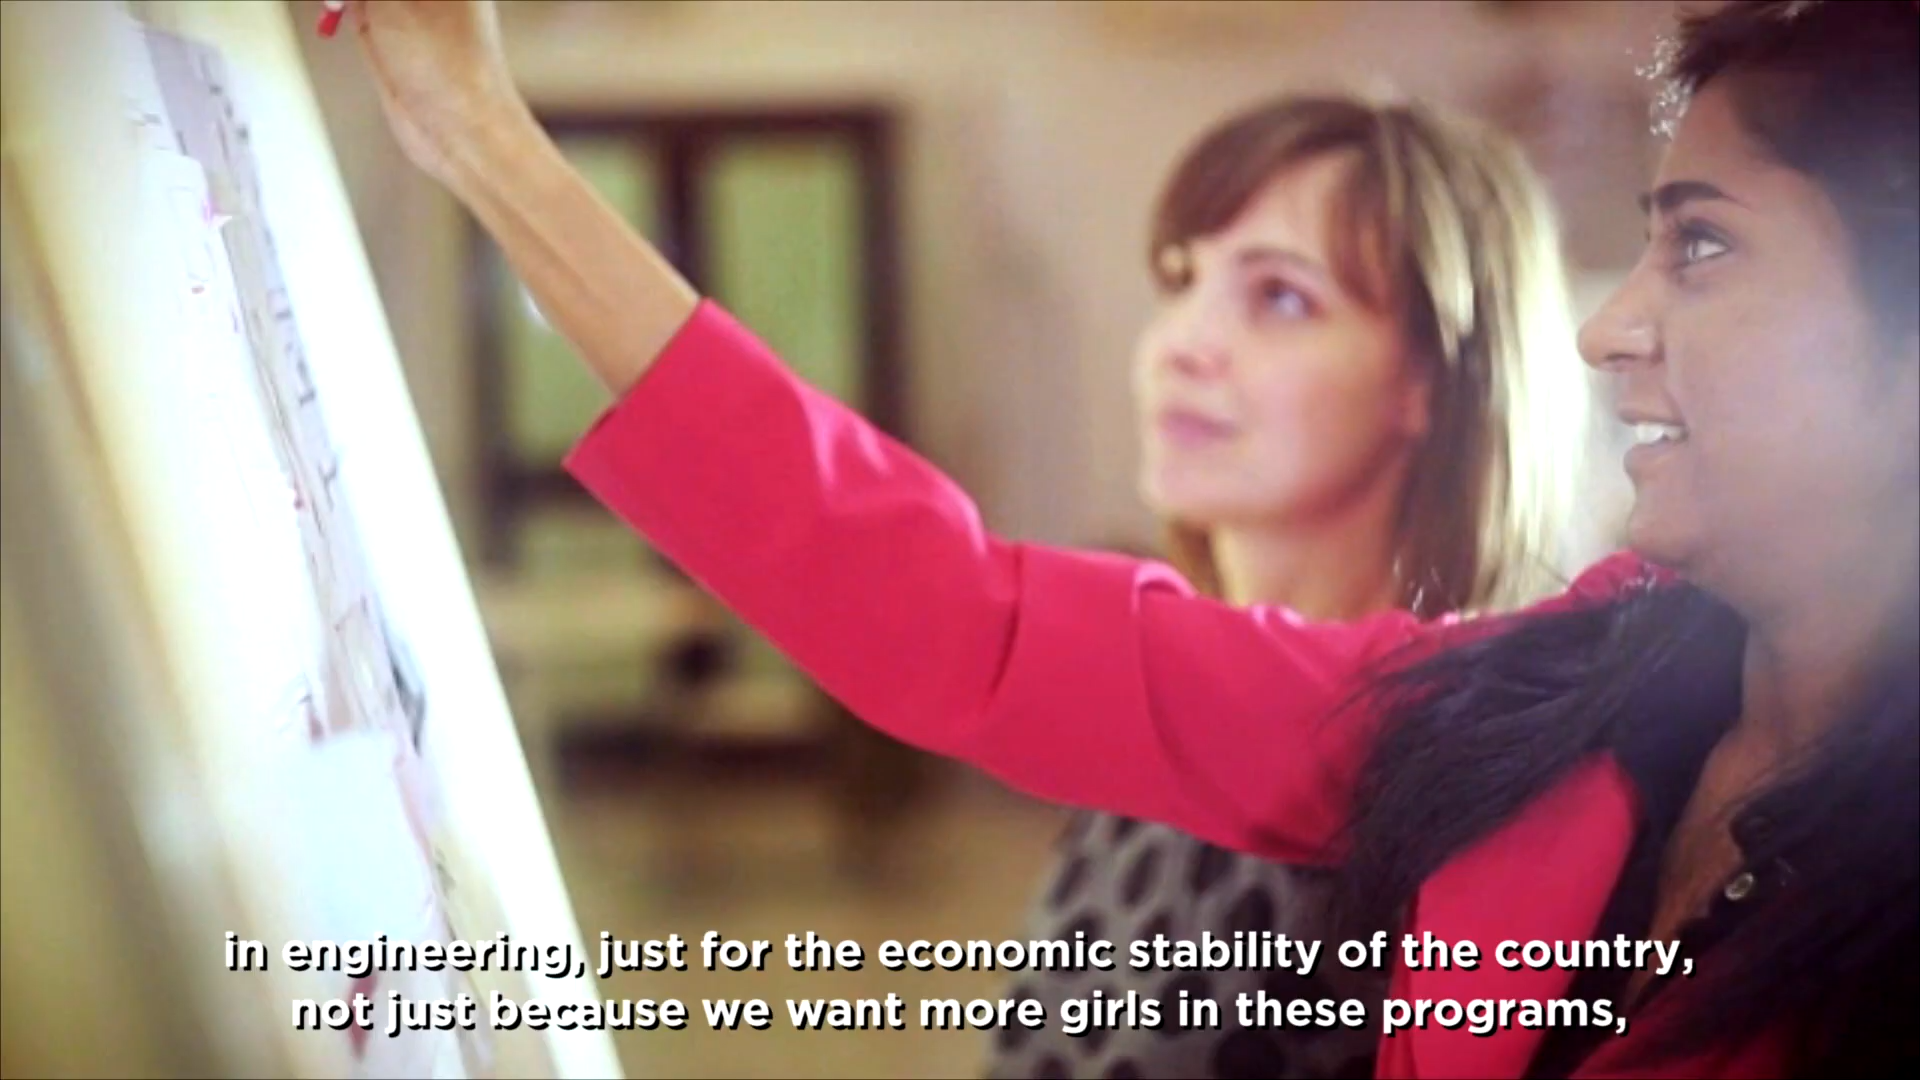 in engineering, just for the economic stability of the country,
not just because we want more girls in these programs,